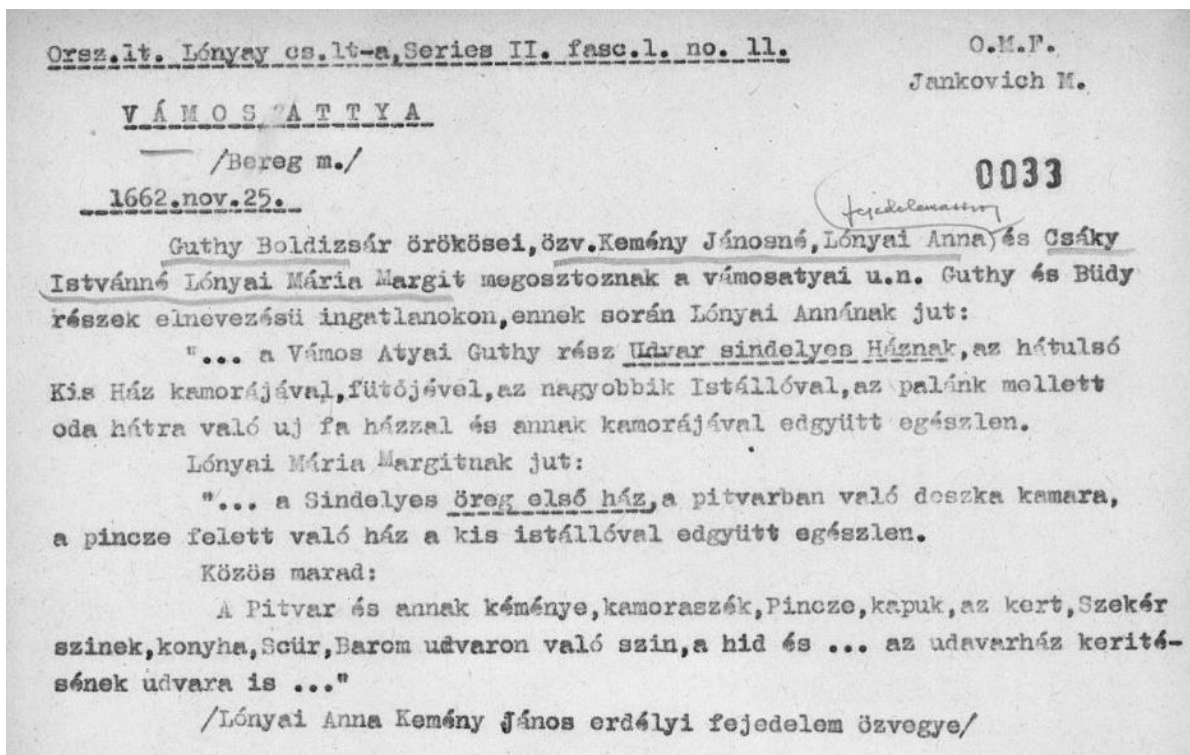 Orsz.lt. Lónyay cs.lt-a,Series II. fasc.l. no. ll.
O.M.F.
Jankovich M.
V Á M O S A T T Y A
/Bereg m./
0033
1662.nov.25.
fejedelemasszony
Guthy Boldizsár örökösei,özv.Kemény Jánosné,Lónyai Anna és Csáky
Istvánné Lónyai Mária Margit megosztoznak a vámosatyai u.n. Guthy és Büdy
részek elnevezésü ingatlanokon,ennek során Lónyai Annának jut:
"... a Vámos Atyai Guthy rész Udvar sindelyes Háznak,az hátulsó
Kis Ház kamorájával,fütőjével,az nagyobbik Istállóval,az palánk mellett
oda hátra való uj fa házzal és annak kamorájával edgyütt egészlen.
Lónyai Mária Margitnak jut:
"... a Sindelyes öreg első ház,a pitvarban való deszka kamara,
a pincze felett való ház a kis istállóval edgyütt egészlen.
Közös marad:
A Pitvar és annak kéménye,kamoraszék,Pincze,kapuk,az kert,Szekér
szinek,konyha,Scür,Barom udvaron való szin,a hid és ... az udavarház keritésének udvara is ..."
/Lónyai Anna Kemény János erdélyi fejedelem özvegye/